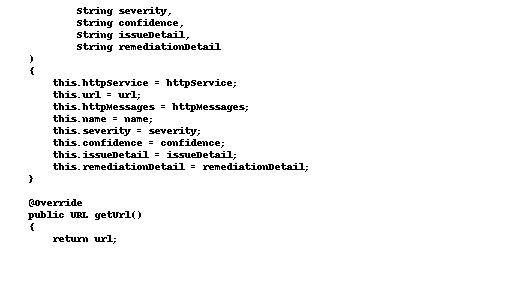 String severity,
String confidence,
String issueDetail,
String remediationDetail
)
{
this.httpService = httpService;
this.url = url;
this.httpMessages = httpMessages;
this.name = name;
this.severity = severity;
this.confidence = confidence;
this.issueDetail = issueDetail;
this.remediationDetail = remediationDetail;
}
@Override
public URL getUrl()
{
return url;